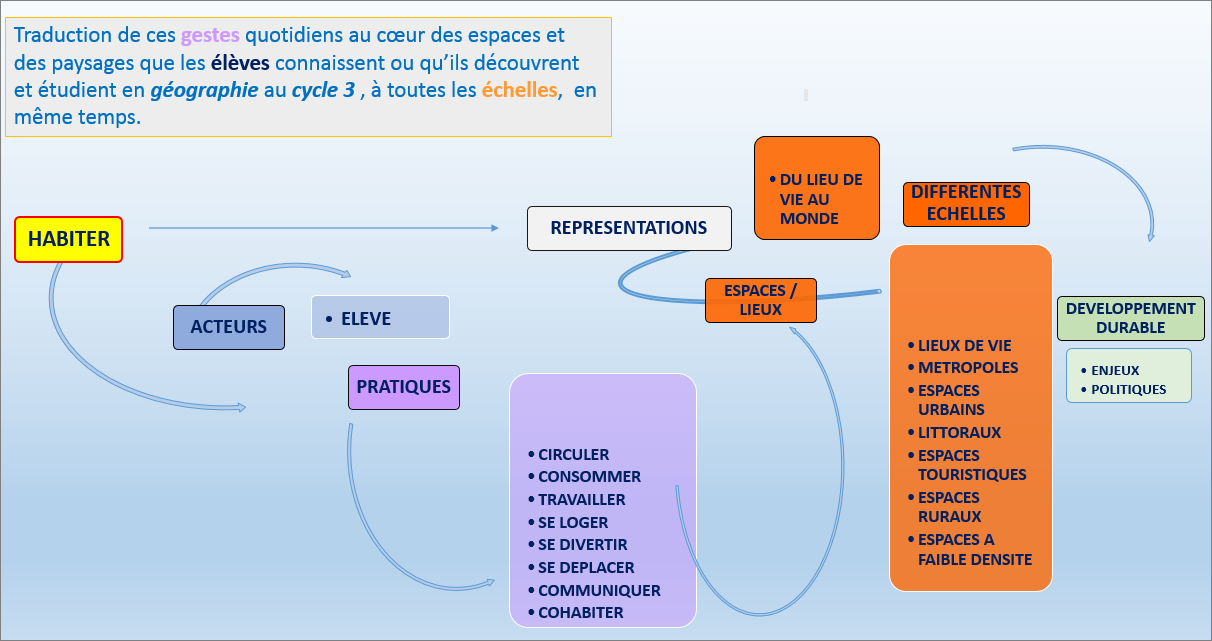 Traduction de ces gestes quotidiens au cœur des espaces et
des paysages que les élèves connaissent ou qu’ils découvrent
et étudient en géographie au cycle 3 , à toutes les échelles, en
même temps.
HABITER
REPRESENTATIONS
• DU LIEU DE
VIE AU
MONDE
DIFFERENTES
ECHELLES
ACTEURS
• ELEVE
ESPACES /
LIEUX
DEVELOPPEMENT
DURABLE
• ENJEUX
• POLITIQUES
PRATIQUES
• CIRCULER
• CONSOMMER
• TRAVAILLER
• SE LOGER
• SE DIVERTIR
• SE DEPLACER
• COMMUNIQUER
• COHABITER
• LIEUX DE VIE
• METROPOLES
• ESPACES
URBAINS
• LITTORAUX
• ESPACES
TOURISTIQUES
• ESPACES
RURAUX
• ESPACES A
FAIBLE DENSITE